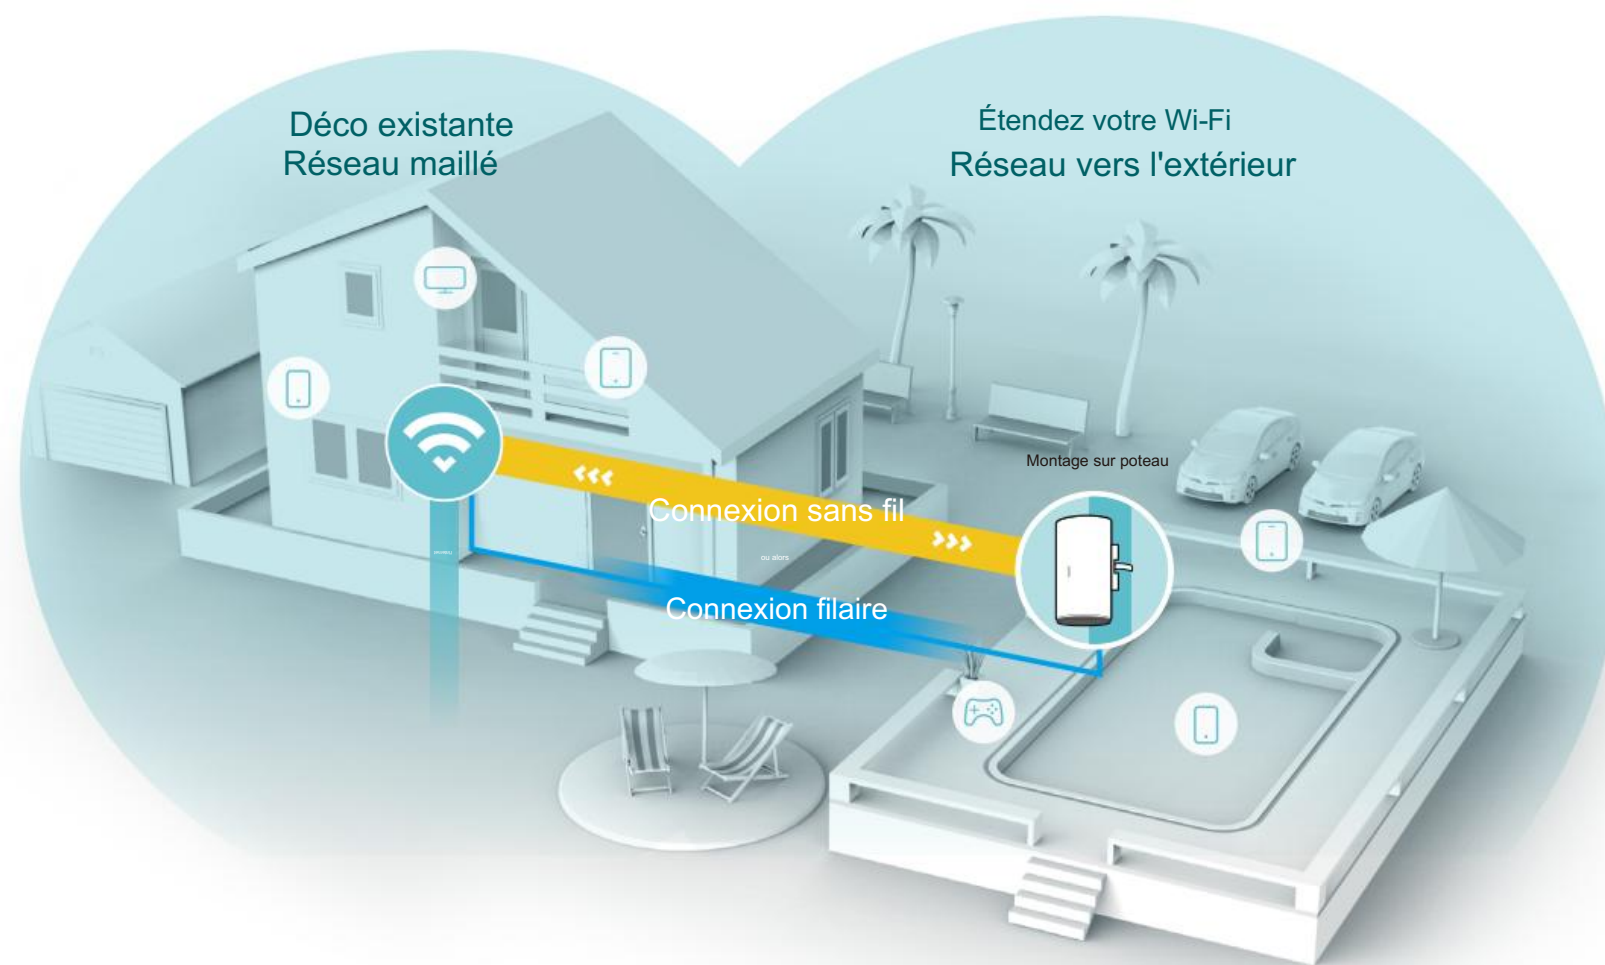 Déco existante
Réseau maillé
Étendez votre Wi-Fi
Réseau vers l'extérieur
Montage sur poteau
Connexion sans fil
ou alors
Connexion filaire